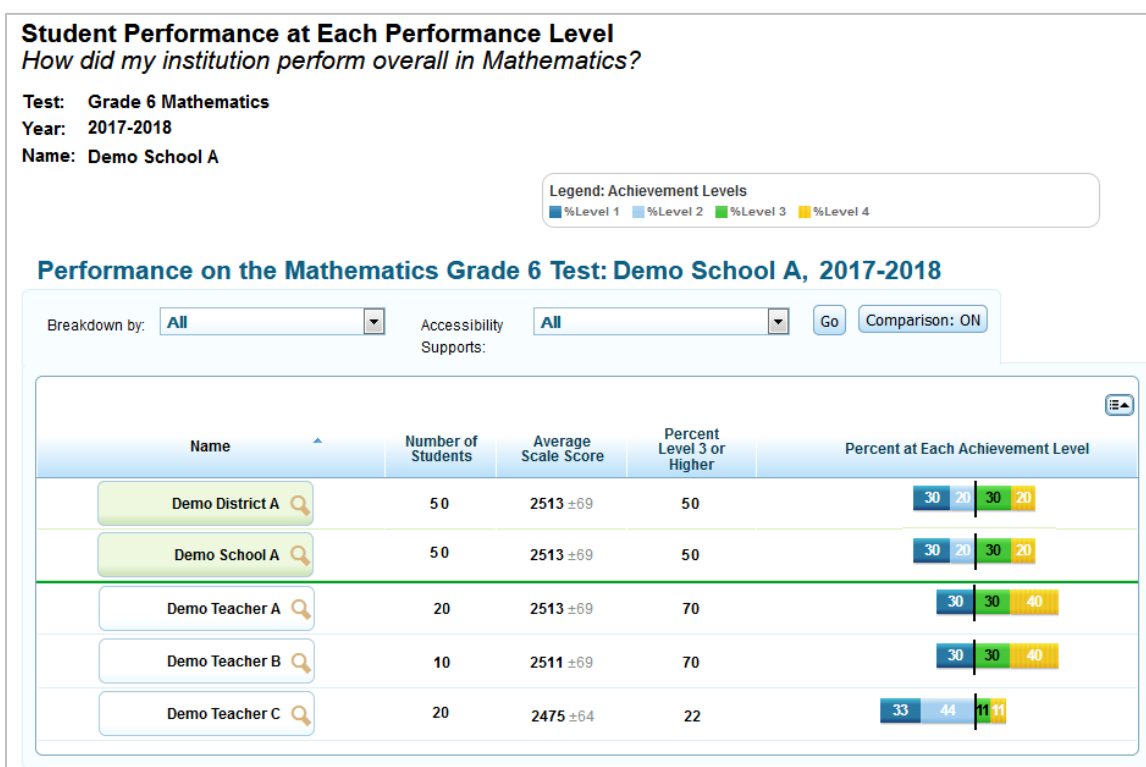 Student Performance at Each Performance Level
How did my institution perform overall in Mathematics?
Test: Grade 6 Mathematics
Year: 2017-2018
Name: Demo School A
Legend: Achievement Levels
%Level 1 %Level 2 %Level 3 %Level 4
Performance on the Mathematics Grade 6 Test: Demo School A, 2017-2018
Breakdown by: All Accessibility Supports: All Go Comparison: ON
Name Number of Students Average Scale Score Percent Level 3 or Higher Percent at Each Achievement Level
Demo District A 50 2513 ±69 50 30 20 30 20
Demo School A 50 2513 ±69 50 30 20 30 20
Demo Teacher A 20 2513 ±69 70 30 30 40
Demo Teacher B 10 2511 ±69 70 30 30 40
Demo Teacher C 20 2475 ±64 22 33 44 11 11